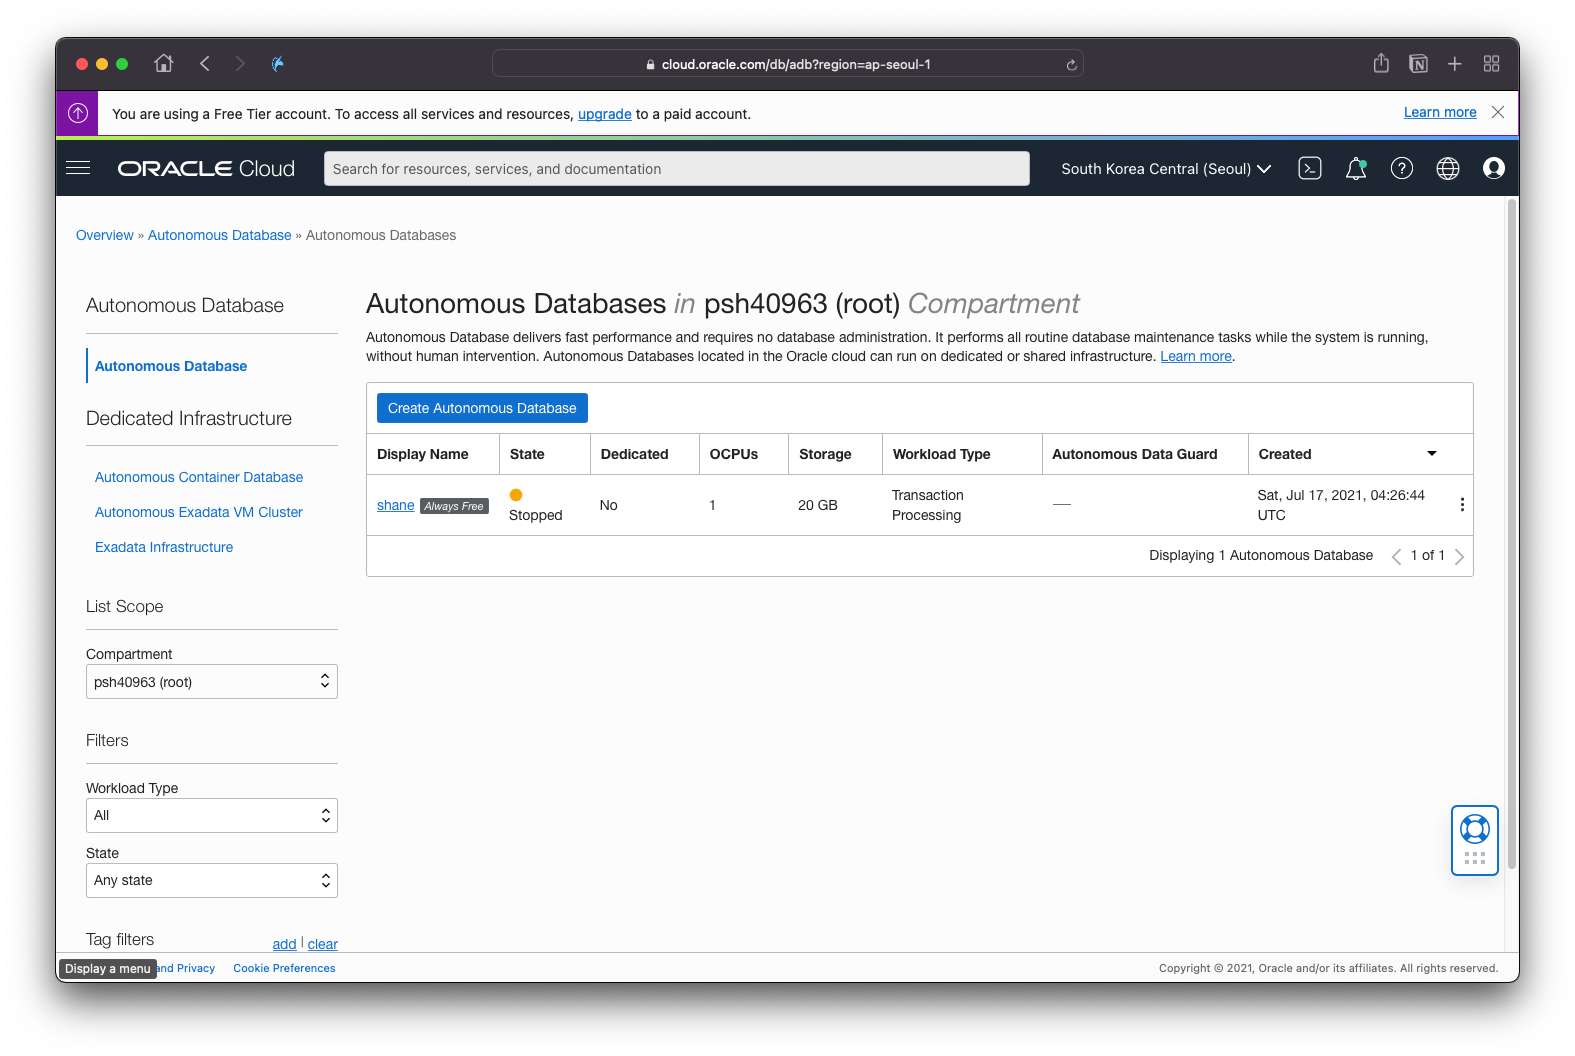 cloud.oracle.com/db/adb?region=ap-seoul-1
You are using a Free Tier account. To access all services and resources, upgrade to a paid account.
Learn more
ORACLE Cloud
Search for resources, services, and documentation
South Korea Central (Seoul)
Overview » Autonomous Database » Autonomous Databases
Autonomous Database
Autonomous Database
Dedicated Infrastructure
Autonomous Container Database
Autonomous Exadata VM Cluster
Exadata Infrastructure
List Scope
Compartment
psh40963 (root)
Filters
Workload Type
All
State
Any state
Tag filters
add | clear
Autonomous Databases in psh40963 (root) Compartment
Autonomous Database delivers fast performance and requires no database administration. It performs all routine database maintenance tasks while the system is running,
without human intervention. Autonomous Databases located in the Oracle cloud can run on dedicated or shared infrastructure. Learn more.
Create Autonomous Database
Display Name State Dedicated OCPUs Storage Workload Type Autonomous Data Guard Created
shane Always Free Stopped No 1 20 GB Transaction Processing — Sat, Jul 17, 2021, 04:26:44 UTC
Displaying 1 Autonomous Database 1 of 1
Display a menu and Privacy Cookie Preferences
Copyright © 2021, Oracle and/or its affiliates. All rights reserved.